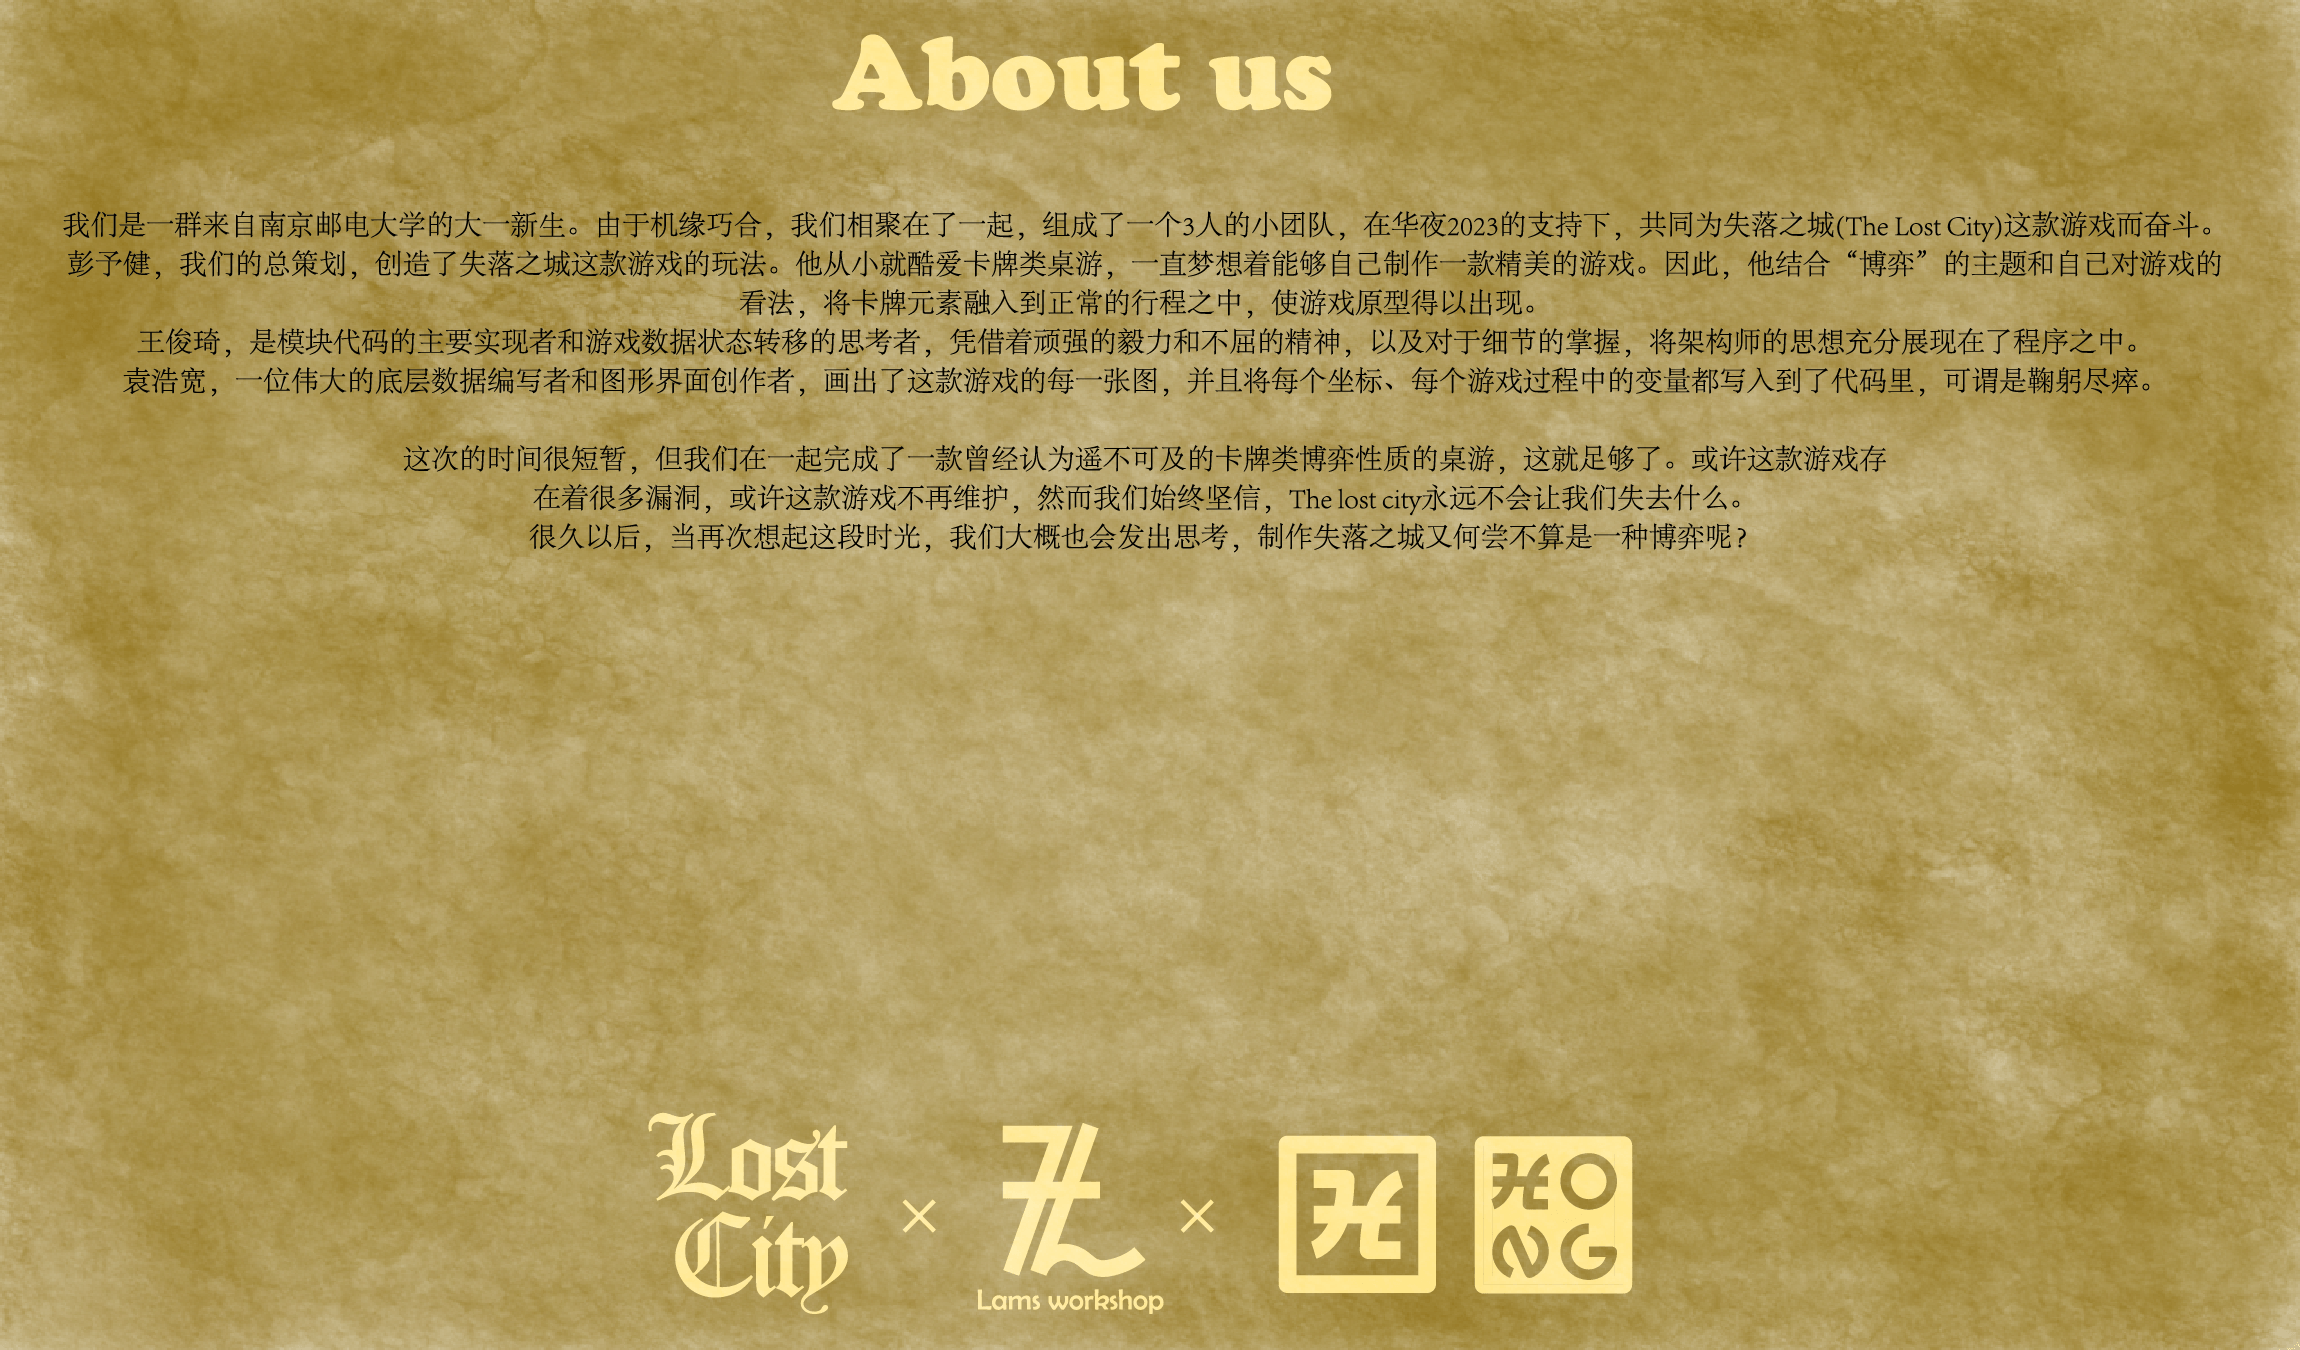 About us
我们是一群来自南京邮电大学的大一新生。由于机缘巧合，我们相聚在了一起，组成了一个3人的小团队，在华夜2023的支持下，共同为失落之城(The Lost City)这款游戏而奋斗。
彭予健，我们的总策划，创造了失落之城这款游戏的玩法。他从小就酷爱卡牌类桌游，一直梦想着能够自己制作一款精美的游戏。因此，他结合“博弈”的主题和自己对游戏的
看法，将卡牌元素融入到正常的行程之中，使游戏原型得以出现。
王俊琦，是模块代码的主要实现者和游戏数据状态转移的思考者，凭借着顽强的毅力和不屈的精神，以及对于细节的掌握，将架构师的思想充分展现在了程序之中。
袁浩宽，一位伟大的底层数据编写者和图形界面创作者，画出了这款游戏的每一张图，并且将每个坐标、每个游戏过程中的变量都写入到了代码里，可谓是鞠躬尽瘁。
这次的时间很短暂，但我们在一起完成了一款曾经认为遥不可及的卡牌类博弈性质的桌游，这就足够了。或许这款游戏存
在着很多漏洞，或许这款游戏不再维护，然而我们始终坚信，The lost city永远不会让我们失去什么。
很久以后，当再次想起这段时光，我们大概也会发出思考，制作失落之城又何尝不算是一种博弈呢？
Lost
City
×
Lams workshop
×
HO
NG